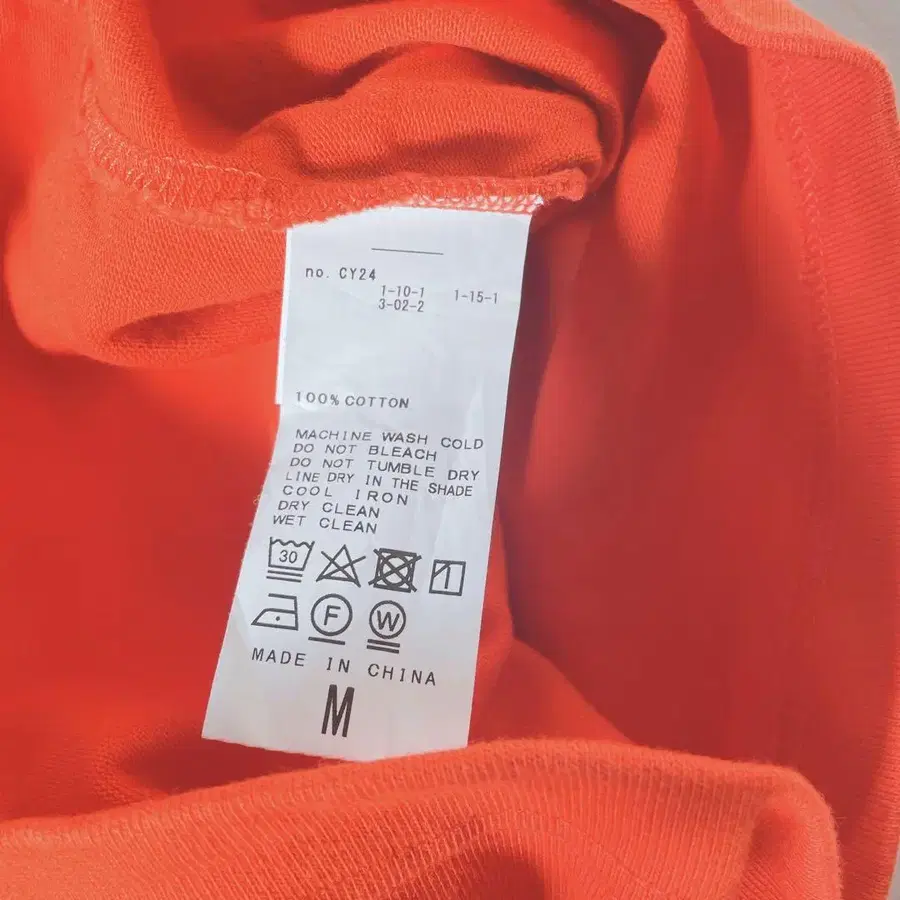 no. CY24
1-10-1 1-15-1
3-02-2
100% COTTON
MACHINE WASH COLD
DO NOT BLEACH
DO NOT TUMBLE DRY
LINE DRY IN THE SHADE
COOL IRON
DRY CLEAN
WET CLEAN
30
F W
MADE IN CHINA
M